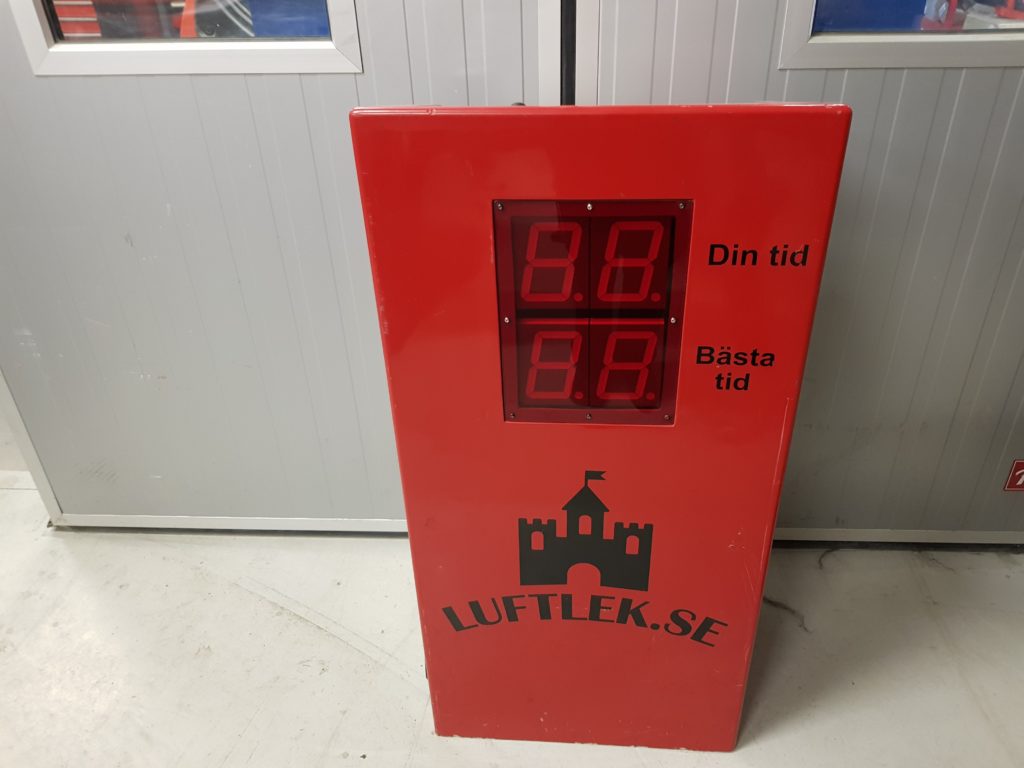 Din tid
Bästa
tid
LUFTLEK.SE